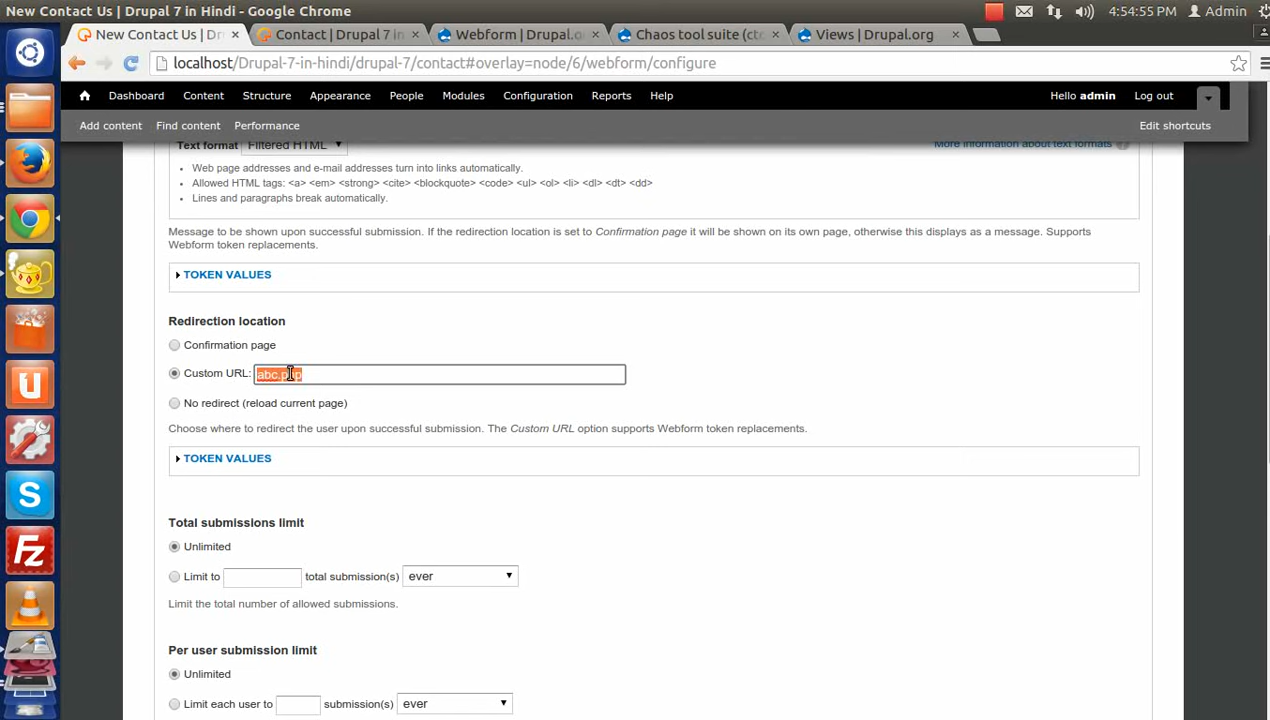 New Contact Us | Drupal 7 in Hindi - Google Chrome
4:54:55 PM
Admin
New Contact Us | Dr
Contact | Drupal 7 in
Webform | Drupal.o
Chaos tool suite (ct
Views | Drupal.org
localhost/Drupal-7-in-hindi/drupal-7/contact#overlay=node/6/webform/configure
Dashboard Content Structure Appearance People Modules Configuration Reports Help
Hello admin Log out
Add content Find content Performance
Edit shortcuts
Text format Filtered HTML
More information about text formats
Web page addresses and e-mail addresses turn into links automatically.
Allowed HTML tags: <a> <em> <strong> <cite> <blockquote> <code> <ul> <ol> <li> <dl> <dt> <dd>
Lines and paragraphs break automatically.
Message to be shown upon successful submission. If the redirection location is set to Confirmation page it will be shown on its own page, otherwise this displays as a message. Supports
Webform token replacements.
TOKEN VALUES
Redirection location
Confirmation page
Custom URL: abc.php
No redirect (reload current page)
Choose where to redirect the user upon successful submission. The Custom URL option supports Webform token replacements.
TOKEN VALUES
Total submissions limit
Unlimited
Limit to total submission(s) ever
Limit the total number of allowed submissions.
Per user submission limit
Unlimited
Limit each user to submission(s) ever